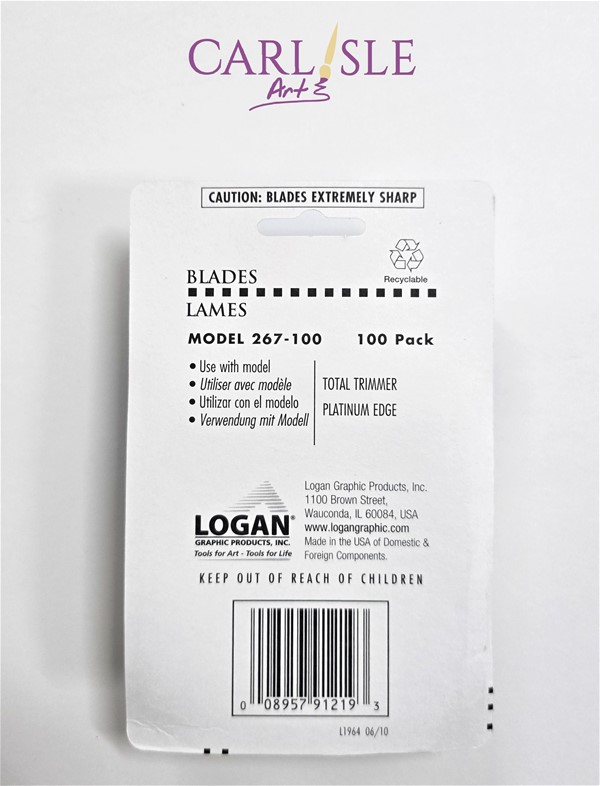 CARLISLE
Art
CAUTION: BLADES EXTREMELY SHARP
Recyclable
BLADES
LAMES
MODEL 267-100 100 Pack
• Use with model
• Utiliser avec modèle
• Utilizar con el modelo
• Verwendung mit Modell
TOTAL TRIMMER
PLATINUM EDGE
LOGAN®
GRAPHIC PRODUCTS, INC.
Tools for Art - Tools for Life
Logan Graphic Products, Inc.
1100 Brown Street,
Wauconda, IL 60084, USA
www.logangraphic.com
Made in the USA of Domestic &
Foreign Components.
KEEP OUT OF REACH OF CHILDREN
0 08957 91219 3
L1964 06/10